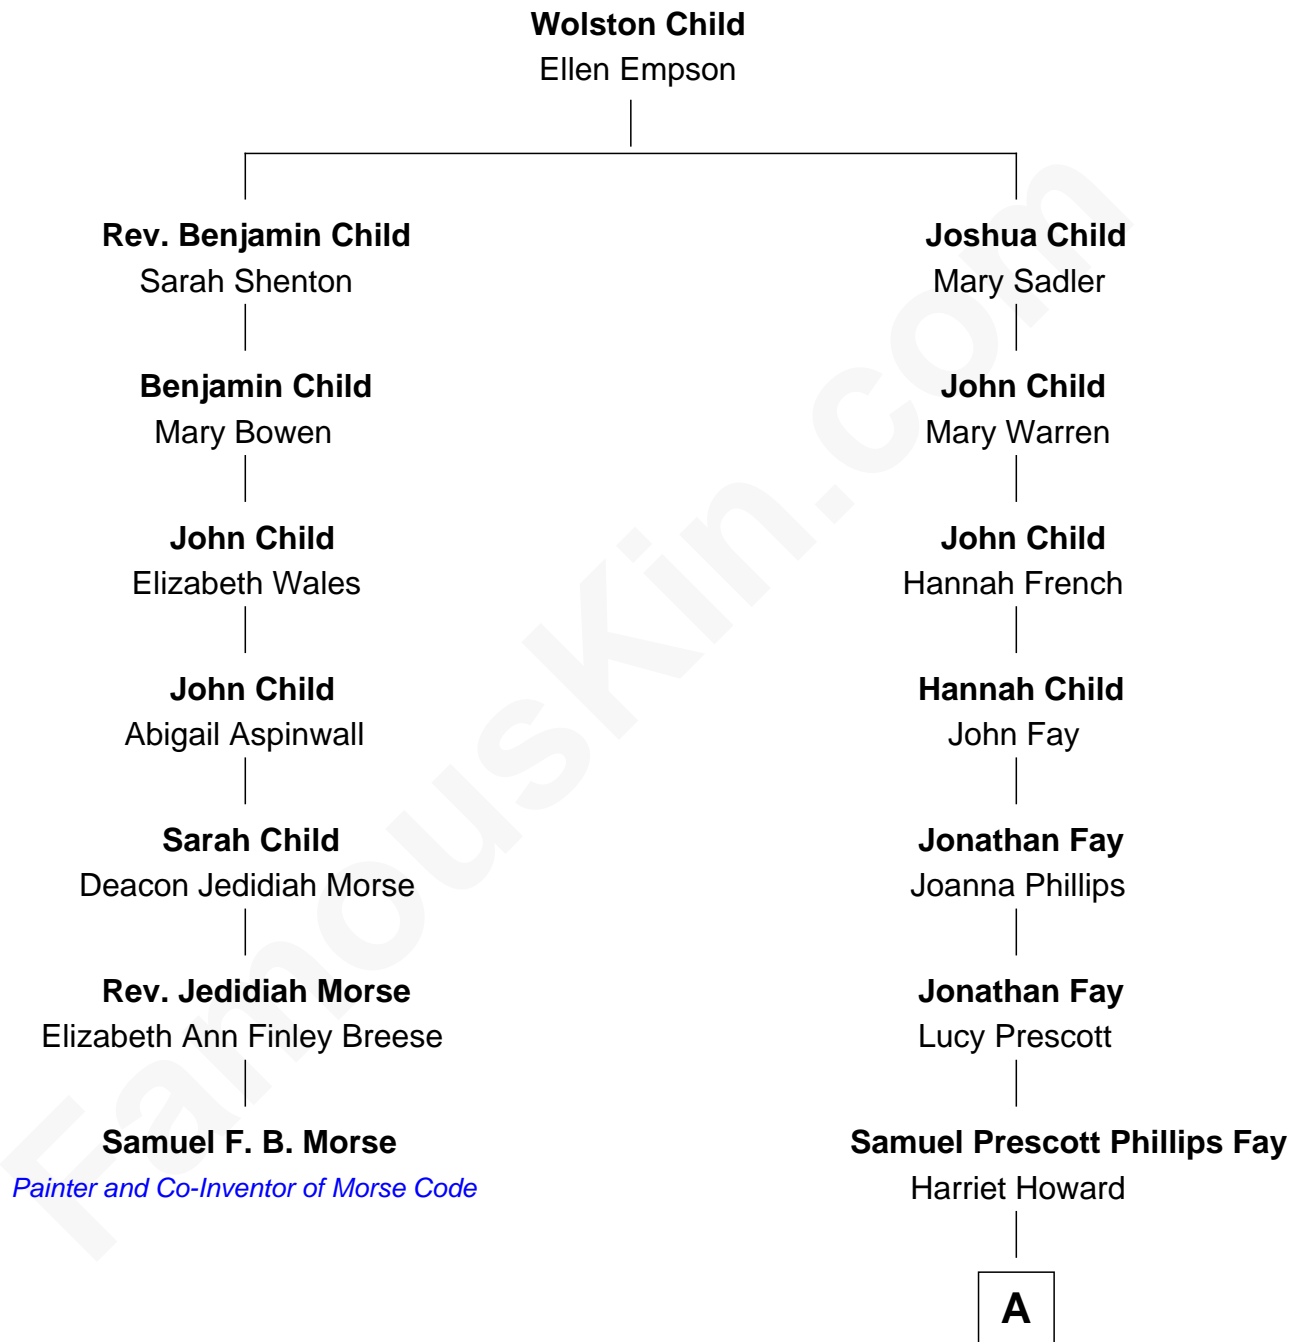 Wolston Child
Ellen Empson
Rev. Benjamin Child
Sarah Shenton
Benjamin Child
Mary Bowen
John Child
Elizabeth Wales
John Child
Abigail Aspinwall
Sarah Child
Deacon Jedidiah Morse
Rev. Jedidiah Morse
Elizabeth Ann Finley Breese
Samuel F. B. Morse
Painter and Co-Inventor of Morse Code
Joshua Child
Mary Sadler
John Child
Mary Warren
John Child
Hannah French
Hannah Child
John Fay
Jonathan Fay
Joanna Phillips
Jonathan Fay
Lucy Prescott
Samuel Prescott Phillips Fay
Harriet Howard
A
FamousKin.com